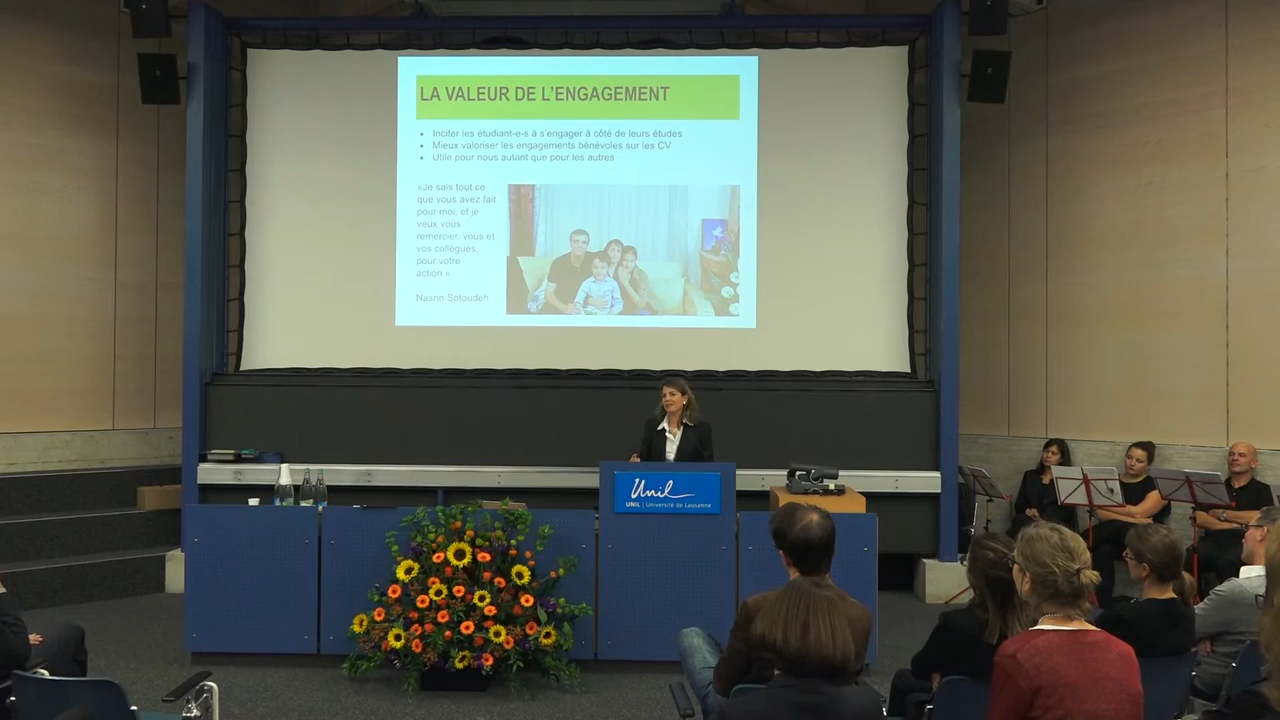 LA VALEUR DE L'ENGAGEMENT
• Inciter les étudiant-e-s à s'engager à côté de leurs études
• Mieux valoriser les engagements bénévoles sur les CV
• Utile pour nous autant que pour les autres
«Je sais tout ce
que vous avez fait
pour moi, et je
veux vous
remercier, vous et
vos collègues,
pour votre
action.»
Nasrin Sotoudeh
Unil
UNIL | Université de Lausanne